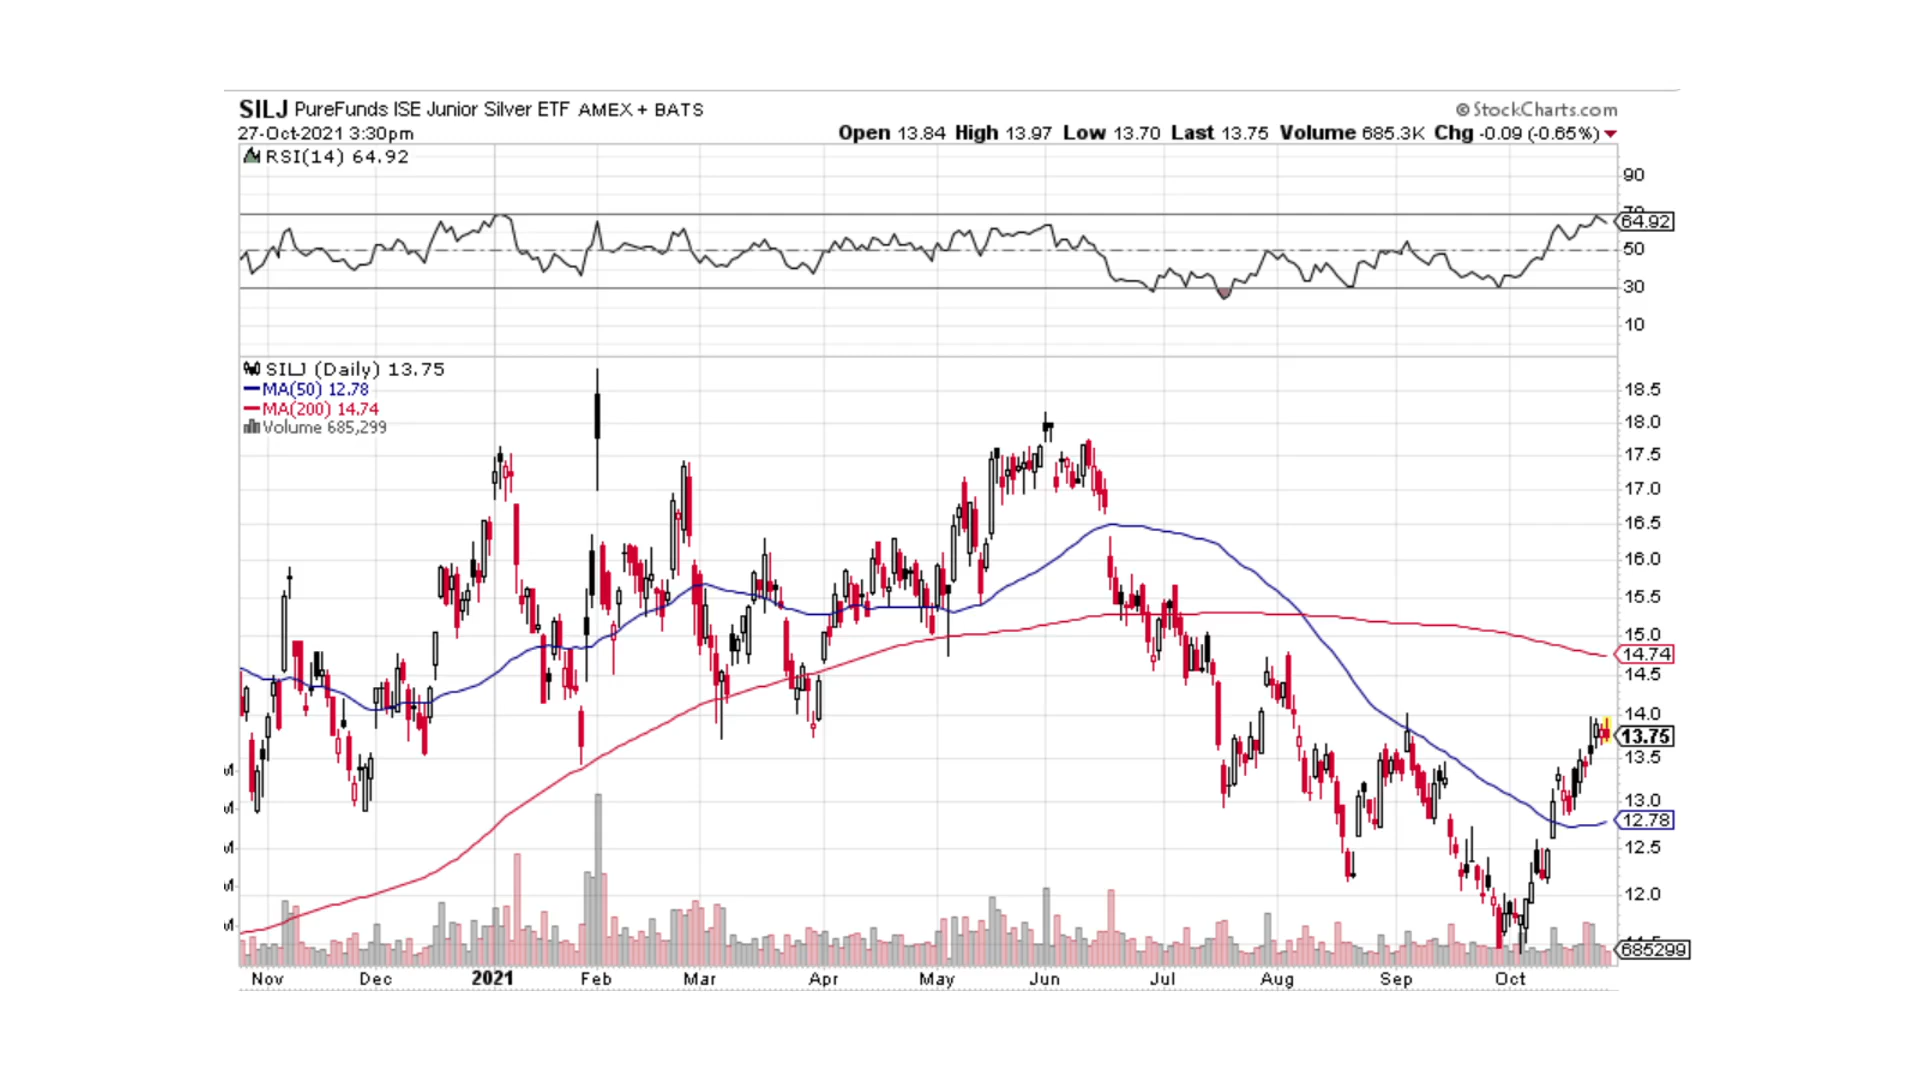 SILJ PureFunds ISE Junior Silver ETF AMEX + BATS
© StockCharts.com
27-Oct-2021 3:30pm
Open 13.84 High 13.97 Low 13.70 Last 13.75 Volume 685.3K Chg -0.09 (-0.65%)
RSI(14) 64.92
90
70
64.92
50
30
10
SILJ (Daily) 13.75
MA(50) 12.78
MA(200) 14.74
Volume 685,299
18.5
18.0
17.5
17.0
16.5
16.0
15.5
15.0
14.74
14.5
14.0
13.75
13.5
13.0
12.78
12.5
12.0
11.5
685299
M
M
M
M
M
Nov Dec 2021 Feb Mar Apr May Jun Jul Aug Sep Oct